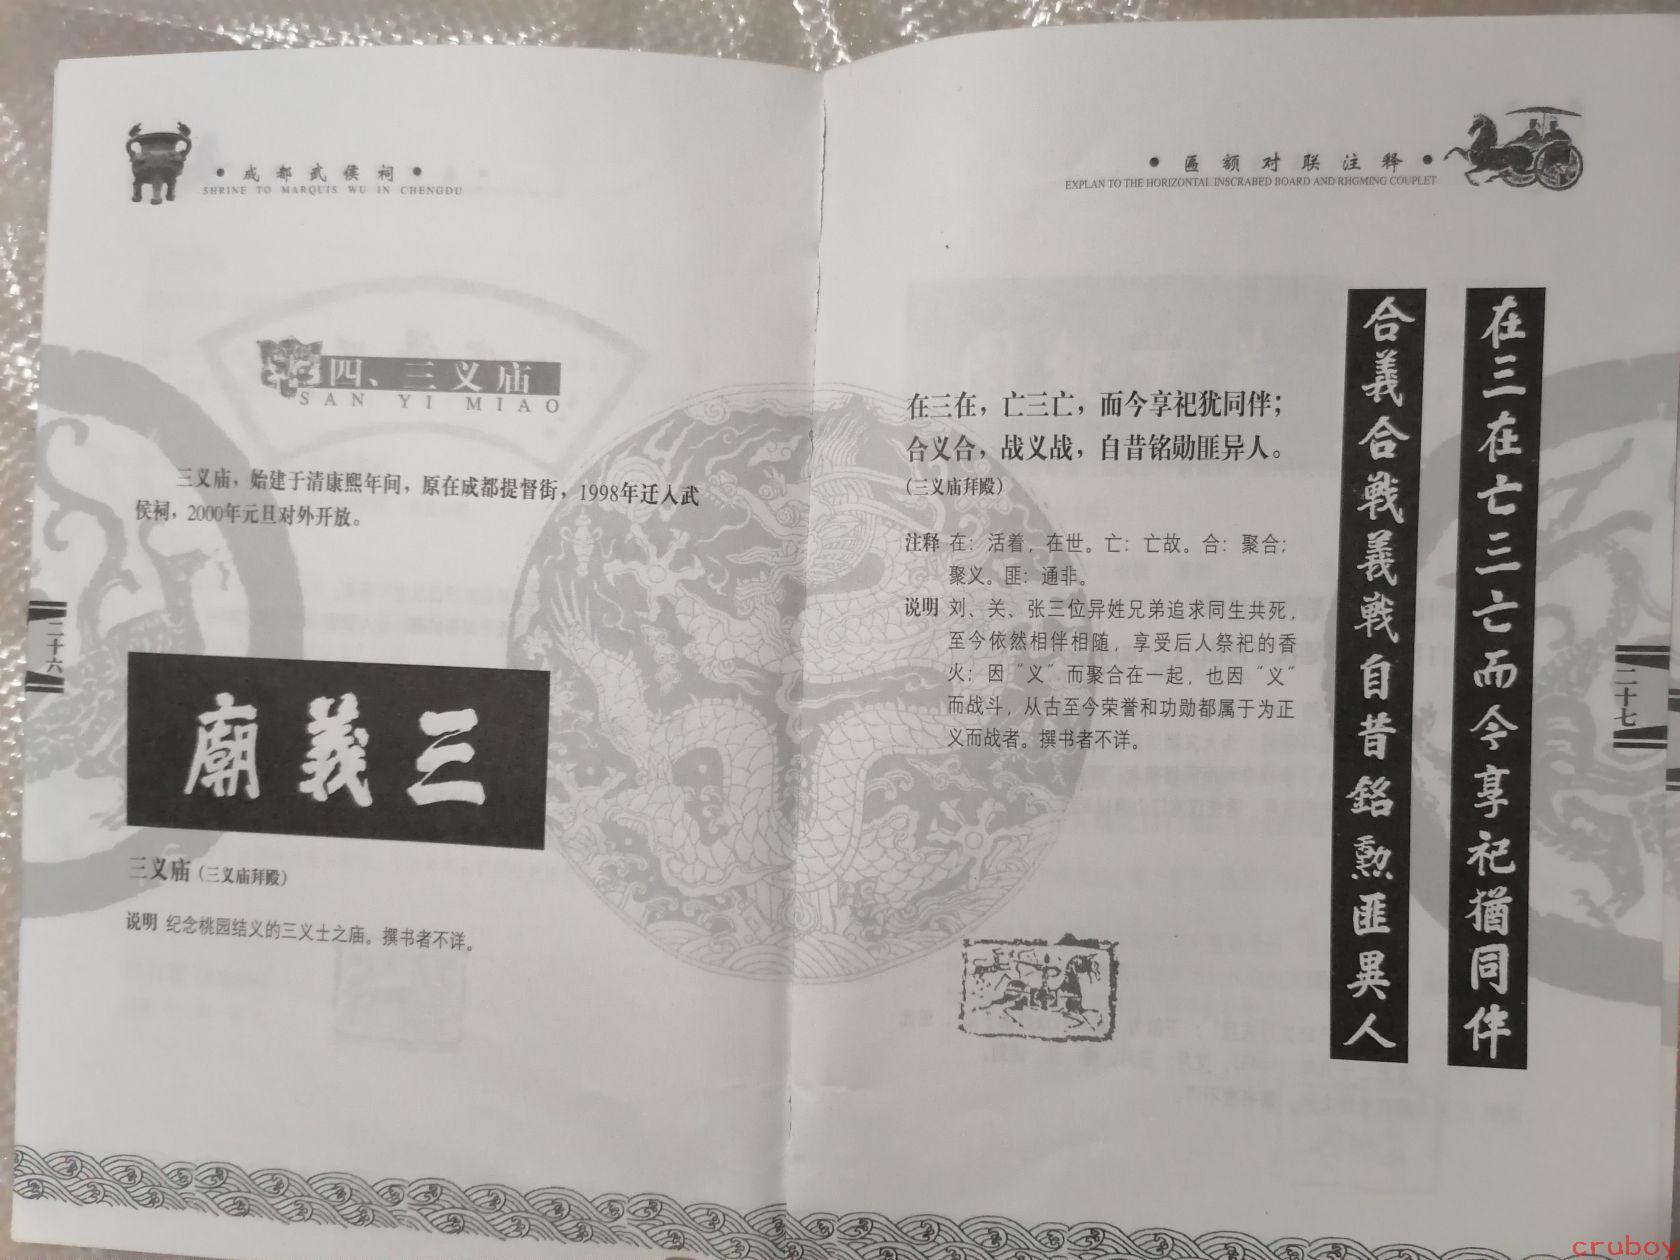 成都武侯祠
SHRINE TO MARQUIS WU IN CHENGDU
四、三义庙
SAN YI MIAO
三义庙，始建于清康熙年间，原在成都提督街，1998年迁入武
侯祠，2000年元旦对外开放。
廟義三
三义庙（三义庙拜殿）
说明 纪念桃园结义的三义士之庙。撰书者不详。
二十六
匾额对联注释
EXPLAN TO THE HORIZONTAL INSCRABED BOARD AND RHGMING COUPLET
在三在，亡三亡，而今享祀犹同伴；
合义合，战义战，自昔铭勋匪异人。
（三义庙拜殿）
注释 在：活着，在世。亡：亡故。合：聚合；
聚义。匪：通非。
说明 刘、关、张三位异姓兄弟追求同生共死，
至今依然相伴相随，享受后人祭祀的香
火；因“义”而聚合在一起，也因“义”
而战斗，从古至今荣誉和功勋都属于为正
义而战者。撰书者不详。
在三在亡三亡而今享祀猶同伴
合義合戰義戰自昔銘勲匪異人
二十七
cruboy